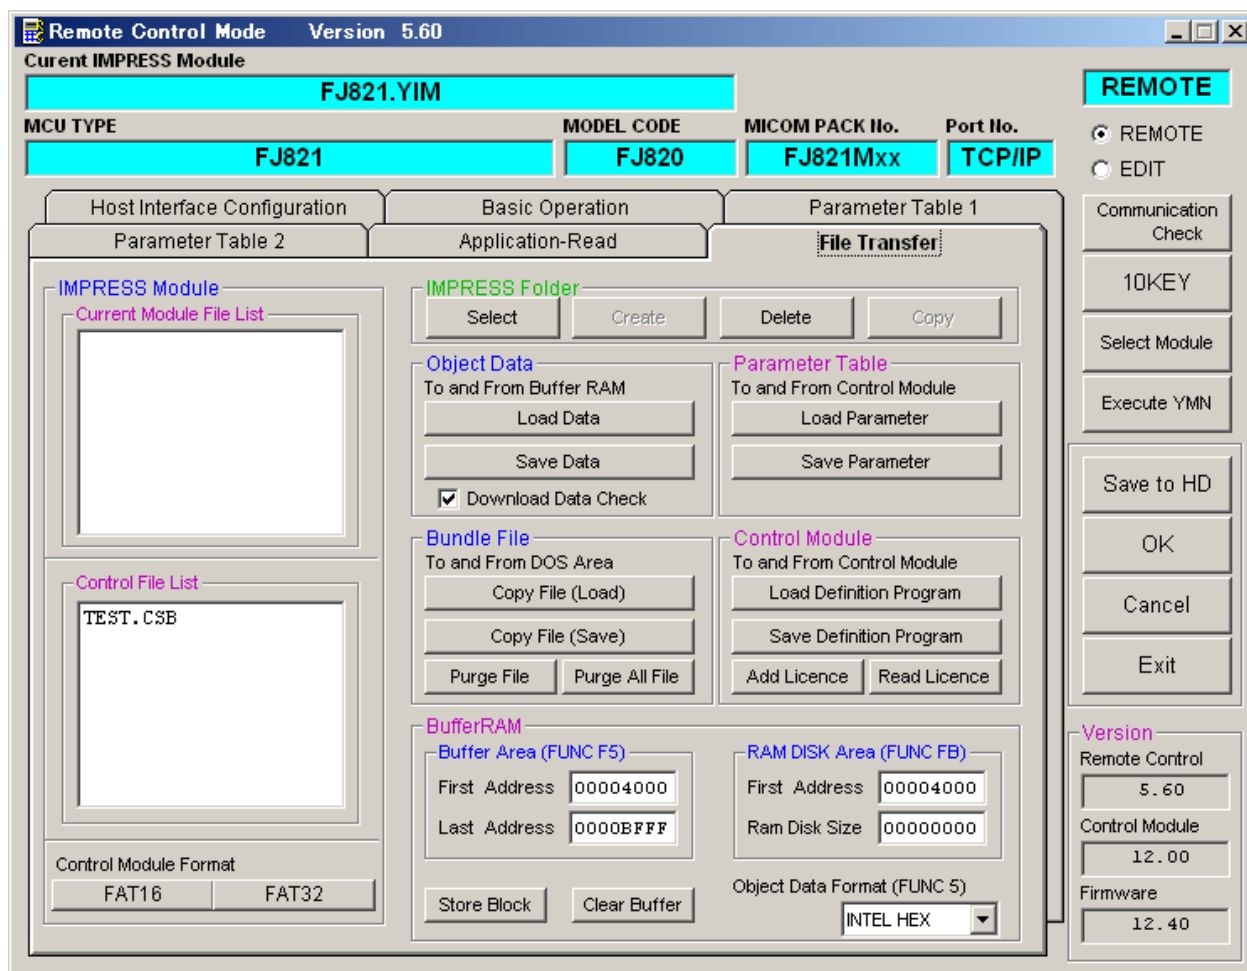 Remote Control Mode Version 5.60
Curent IMPRESS Module
FJ821.YIM
REMOTE
MCU TYPE MODEL CODE MICOM PACK No. Port No.
FJ821 FJ820 FJ821Mxx TCP/IP
REMOTE
EDIT
Host Interface Configuration Basic Operation Parameter Table 1
Parameter Table 2 Application-Read File Transfer
Communication
Check
10KEY
Select Module
Execute YMN
Save to HD
OK
Cancel
Exit
IMPRESS Module
Current Module File List
Control File List
TEST.CSB
Control Module Format
FAT16 FAT32
IMPRESS Folder
Select Create Delete Copy
Object Data
To and From Buffer RAM
Load Data
Save Data
Download Data Check
Parameter Table
To and From Control Module
Load Parameter
Save Parameter
Bundle File
To and From DOS Area
Copy File (Load)
Copy File (Save)
Purge File Purge All File
Control Module
To and From Control Module
Load Definition Program
Save Definition Program
Add Licence Read Licence
BufferRAM
Buffer Area (FUNC F5)
First Address 00004000
Last Address 0000BFFF
RAM DISK Area (FUNC FB)
First Address 00004000
Ram Disk Size 00000000
Store Block Clear Buffer
Object Data Format (FUNC 5)
INTEL HEX
Version
Remote Control
5.60
Control Module
12.00
Firmware
12.40